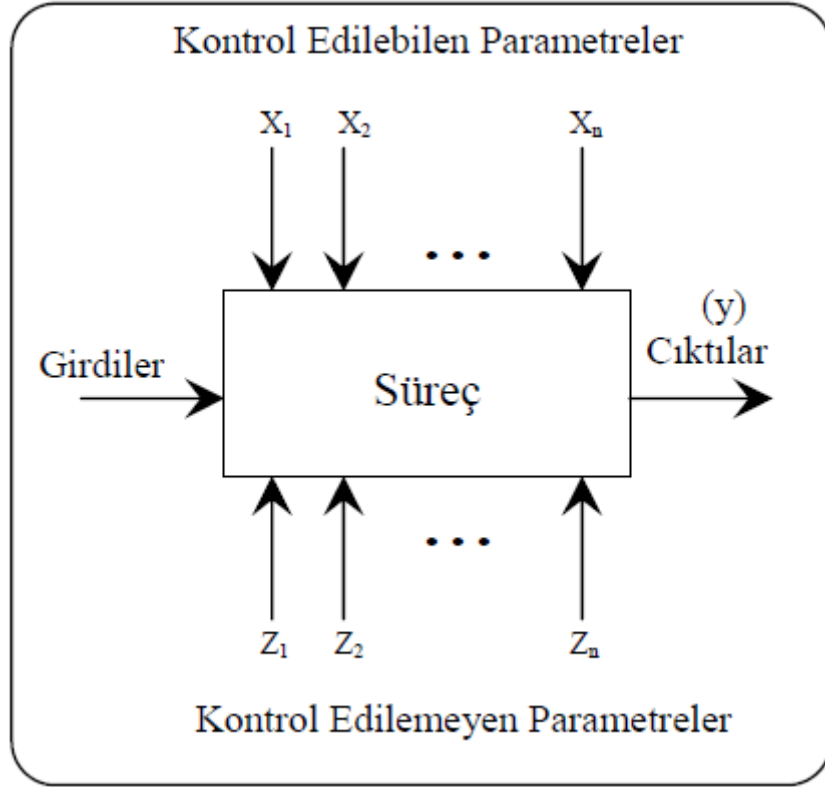 Kontrol Edilebilen Parametreler
X₁ X₂ Xₙ
...
(y)
Girdiler Süreç Cıktılar
...
Z₁ Z₂ Zₙ
Kontrol Edilemeyen Parametreler